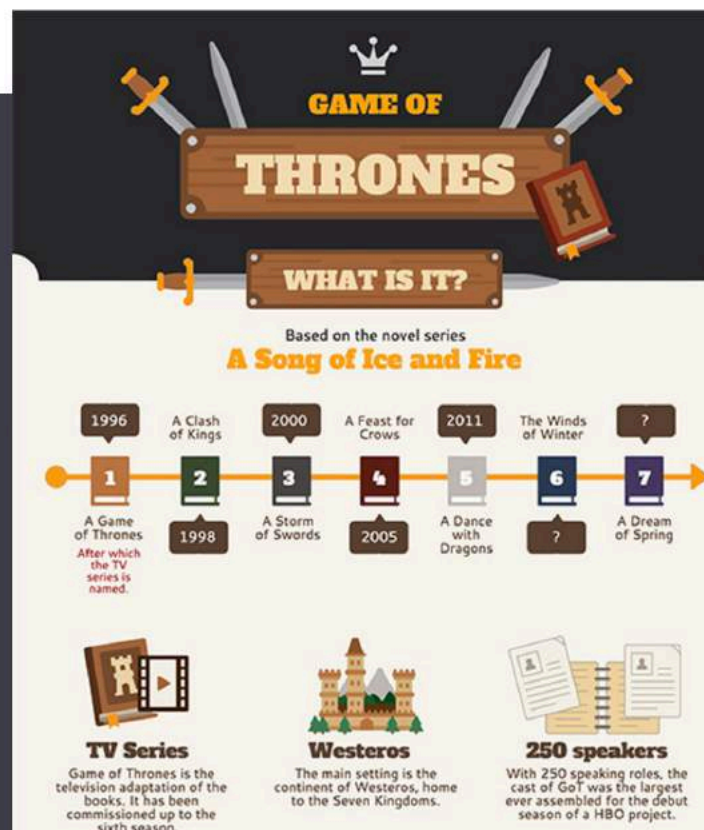 GAME OF
THRONES
WHAT IS IT?
Based on the novel series
A Song of Ice and Fire
1996
A Clash
of Kings
2000
A Feast for
Crows
2011
The Winds
of Winter
?
1
2
3
4
5
6
7
A Game
of Thrones
After which
the TV
series is
named.
1998
A Storm
of Swords
2005
A Dance
with
Dragons
?
A Dream
of Spring
TV Series
Game of Thrones is the
television adaptation of the
books. It has been
commissioned up to the
sixth season.
Westeros
The main setting is the
continent of Westeros, home
to the Seven Kingdoms.
250 speakers
With 250 speaking roles, the
cast of GoT was the largest
ever assembled for the debut
season of a HBO project.